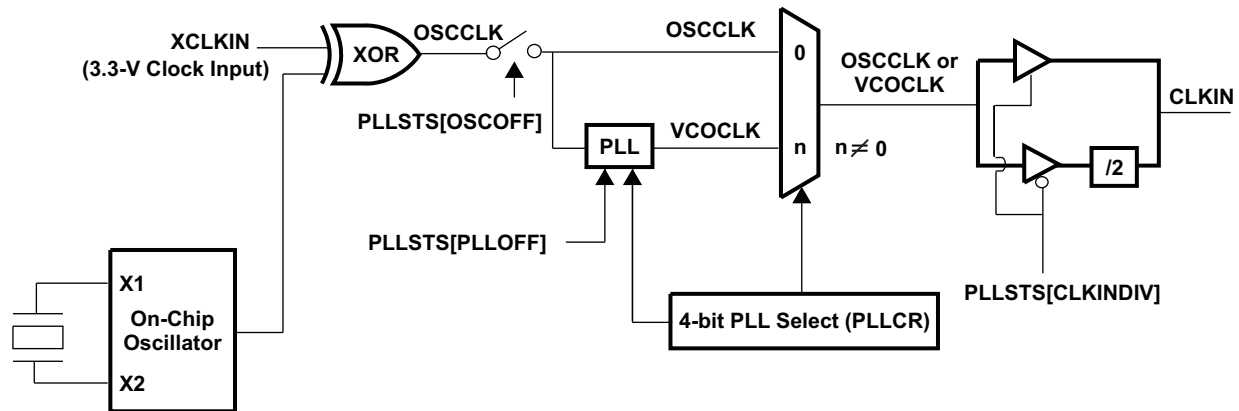 XCLKIN
(3.3-V Clock Input)
XOR
OSCCLK
PLLSTS[OSCOFF]
OSCCLK
0
OSCCLK or
VCOCLK
CLKIN
PLL
VCOCLK
n
n ≠ 0
/2
PLLSTS[PLLOFF]
PLLSTS[CLKINDIV]
4-bit PLL Select (PLLCR)
X1
On-Chip
Oscillator
X2